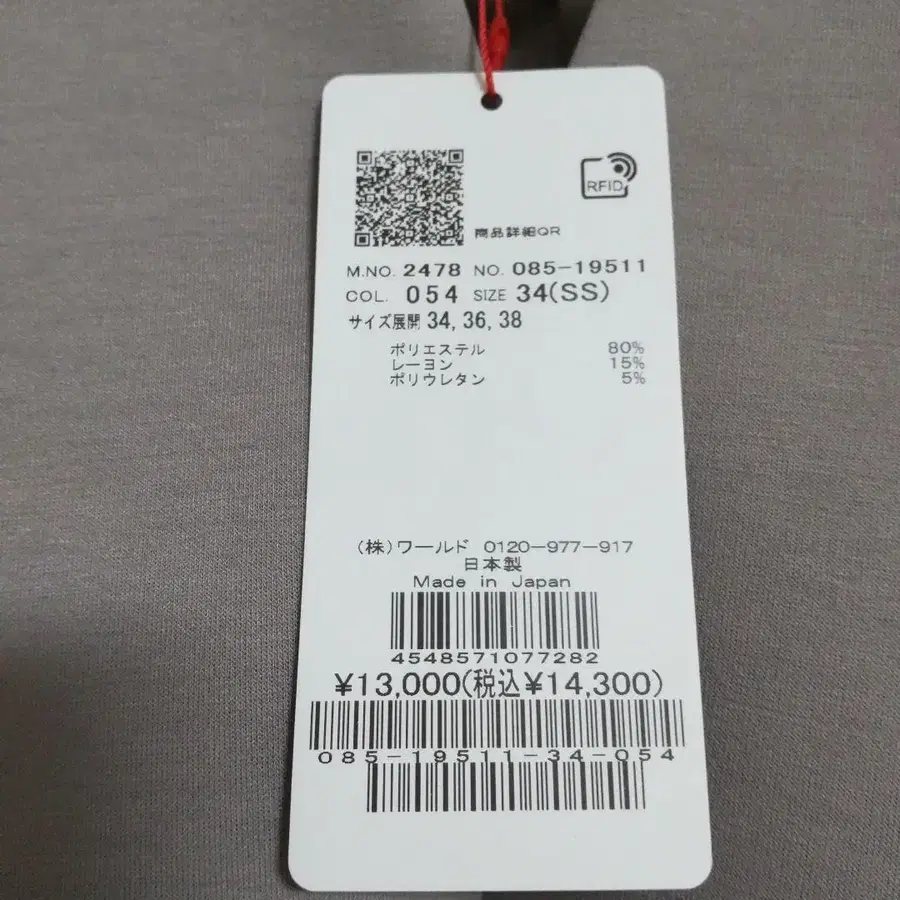 RFID
商品詳細QR
M.NO. 2478 NO. 085-19511
COL. 054 SIZE 34(SS)
サイズ展開 34, 36, 38
ポリエステル 80%
レーヨン 15%
ポリウレタン 5%
(株)ワールド 0120-977-917
日本製
Made in Japan
4548571077282
¥13,000(税込¥14,300)
085-19511-34-054